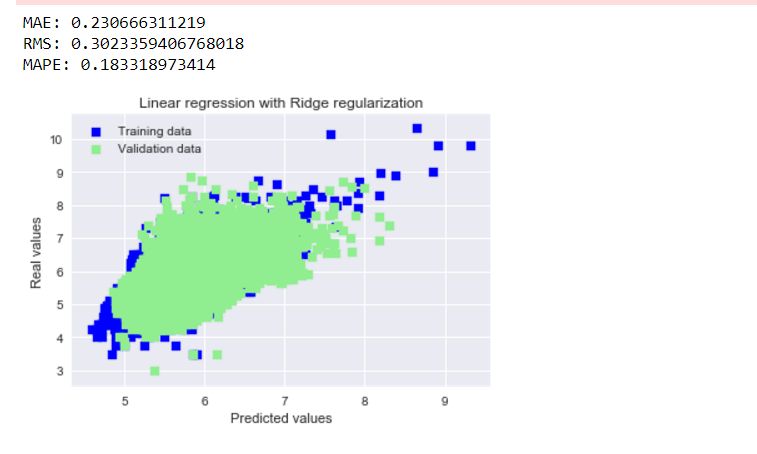 MAE: 0.230666311219
RMS: 0.3023359406768018
MAPE: 0.183318973414
Linear regression with Ridge regularization
Training data
Validation data
10
9
8
7
6
5
4
3
Real values
5 6 7 8 9
Predicted values